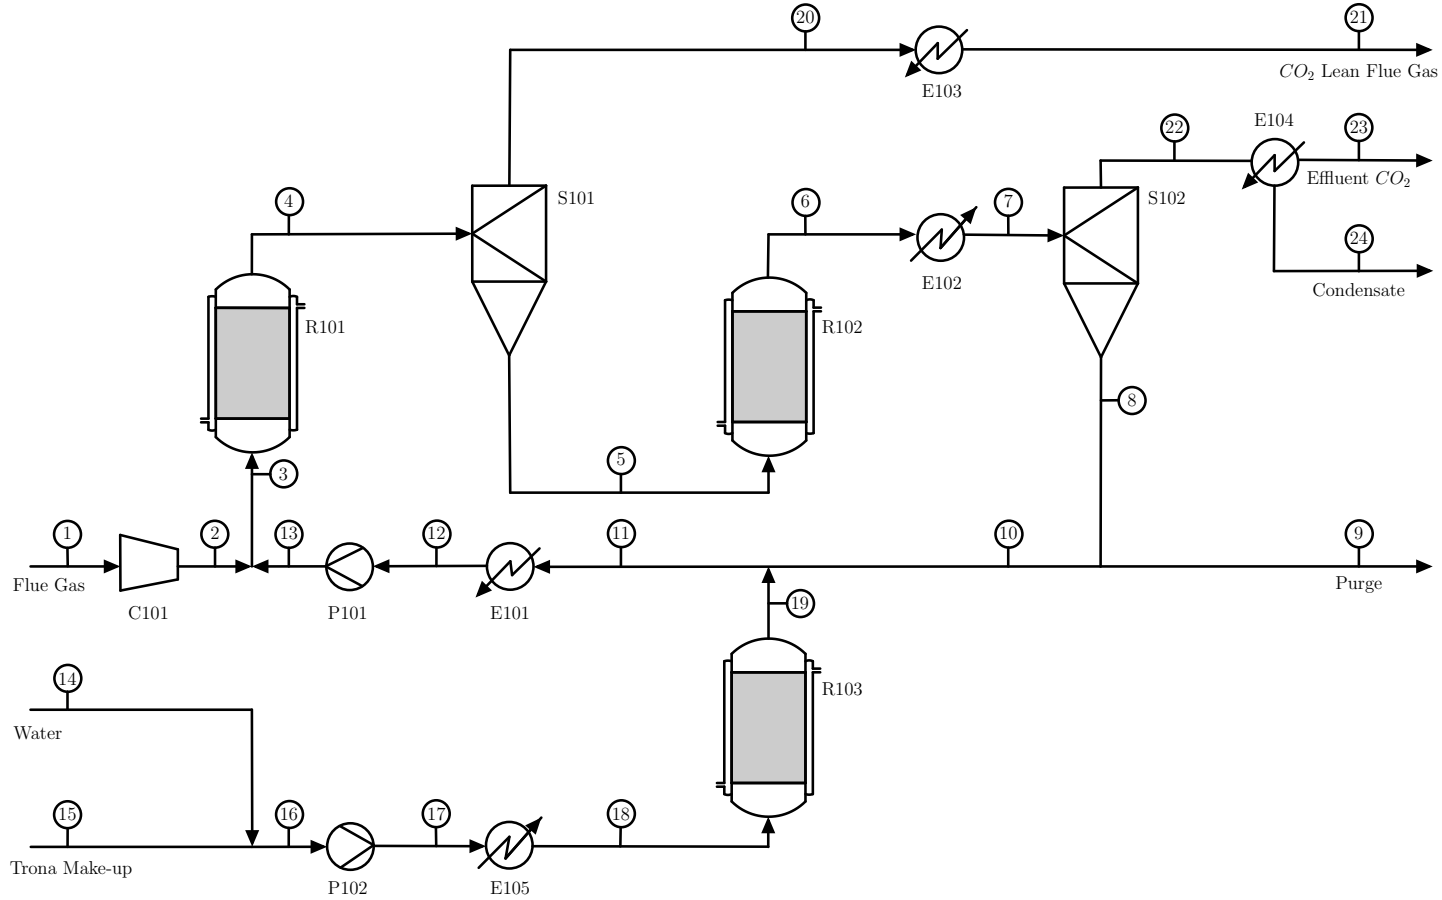 20
21
E103
CO₂ Lean Flue Gas
22
E104
23
Effluent CO₂
4
S101
6
7
S102
E102
24
Condensate
R101
R102
8
5
3
1
2
13
12
11
10
9
Flue Gas
Purge
C101
P101
E101
19
14
R103
Water
15
16
17
18
Trona Make-up
P102
E105